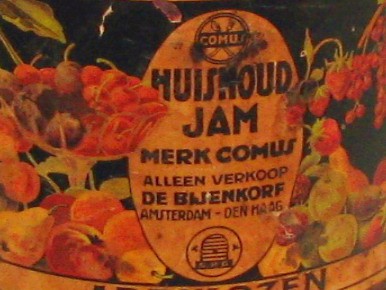 COMUS
HUISHOUD
JAM
MERK COMUS
ALLEEN VERKOOP
DE BIJENKORF
AMSTERDAM - DEN HAAG